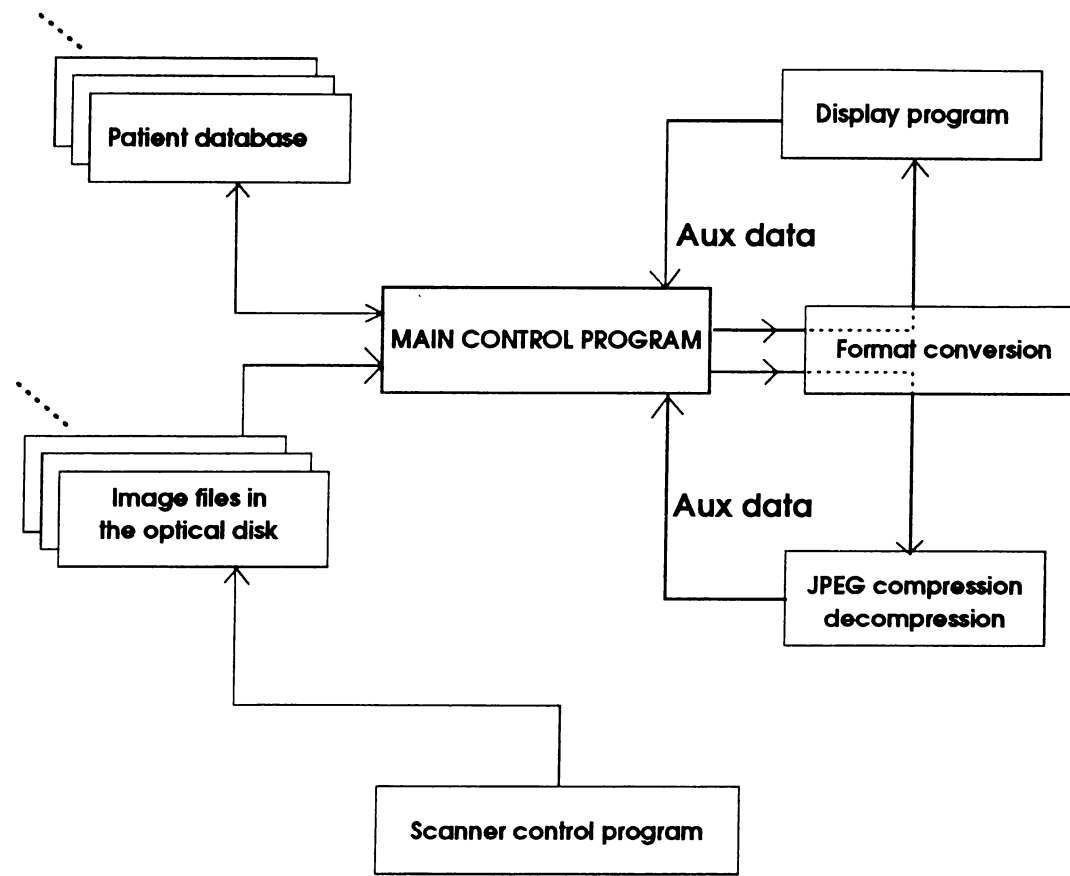 Patient database
Display program
Aux data
MAIN CONTROL PROGRAM
Format conversion
Image files in
the optical disk
Aux data
JPEG compression
decompression
Scanner control program